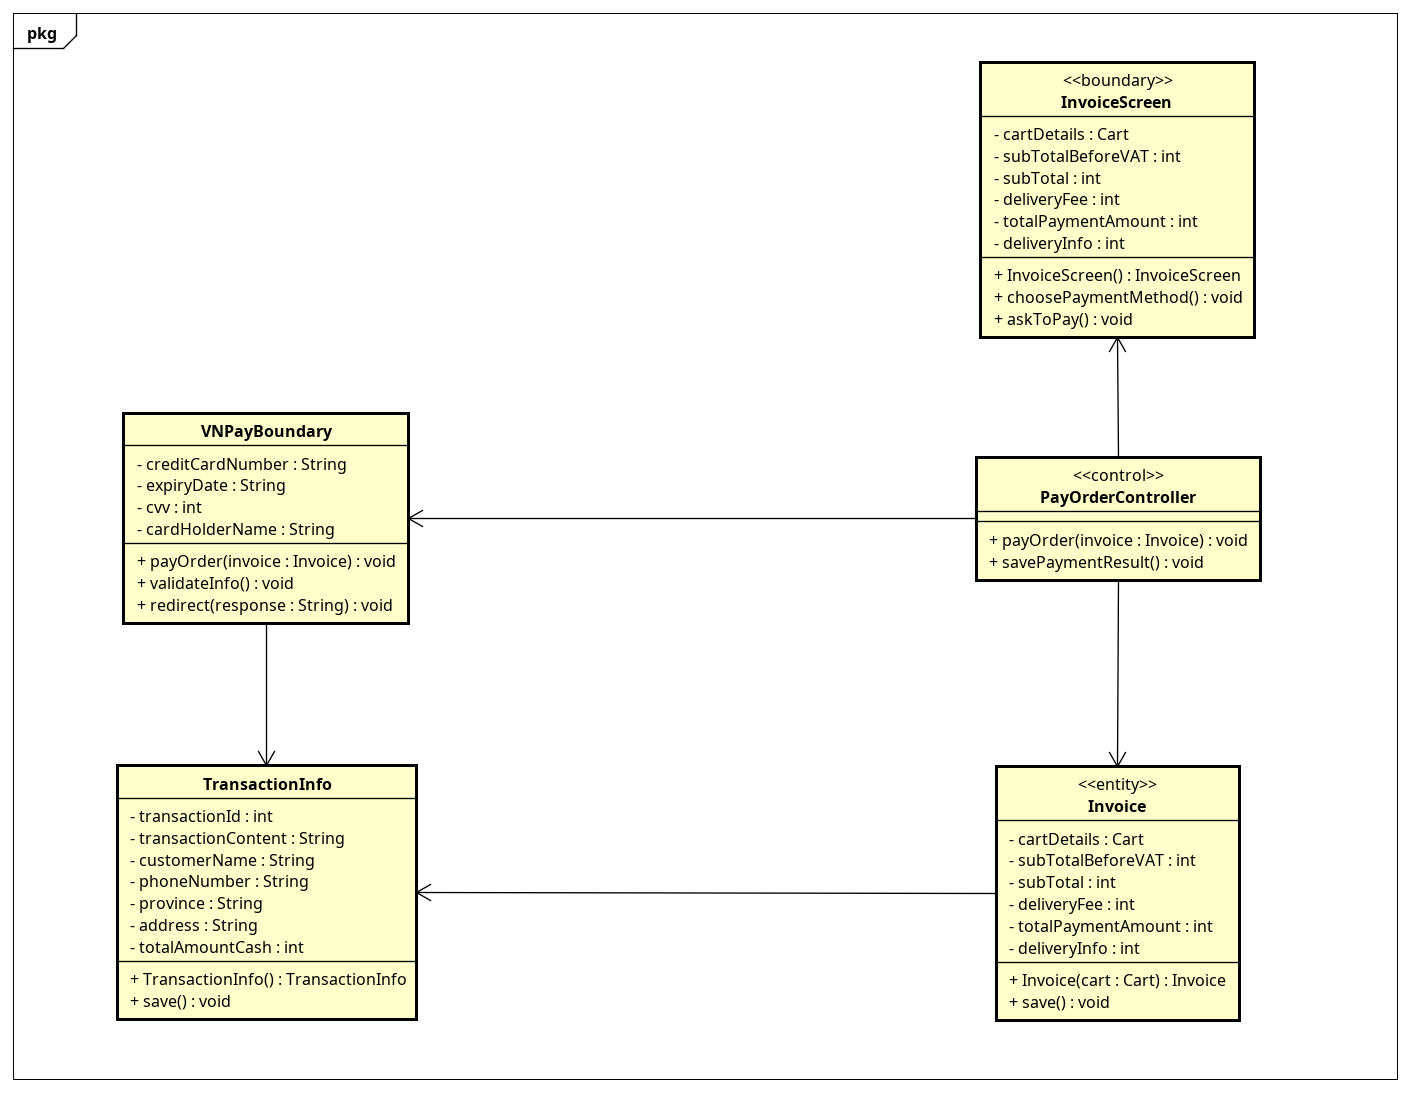 pkg
<<boundary>>
InvoiceScreen
- cartDetails : Cart
- subTotalBeforeVAT : int
- subTotal : int
- deliveryFee : int
- totalPaymentAmount : int
- deliveryInfo : int
+ InvoiceScreen() : InvoiceScreen
+ choosePaymentMethod() : void
+ askToPay() : void
VNPayBoundary
- creditCardNumber : String
- expiryDate : String
- cvv : int
- cardHolderName : String
+ payOrder(invoice : Invoice) : void
+ validateInfo() : void
+ redirect(response : String) : void
<<control>>
PayOrderController
+ payOrder(invoice : Invoice) : void
+ savePaymentResult() : void
TransactionInfo
- transactionId : int
- transactionContent : String
- customerName : String
- phoneNumber : String
- province : String
- address : String
- totalAmountCash : int
+ TransactionInfo() : TransactionInfo
+ save() : void
<<entity>>
Invoice
- cartDetails : Cart
- subTotalBeforeVAT : int
- subTotal : int
- deliveryFee : int
- totalPaymentAmount : int
- deliveryInfo : int
+ Invoice(cart : Cart) : Invoice
+ save() : void